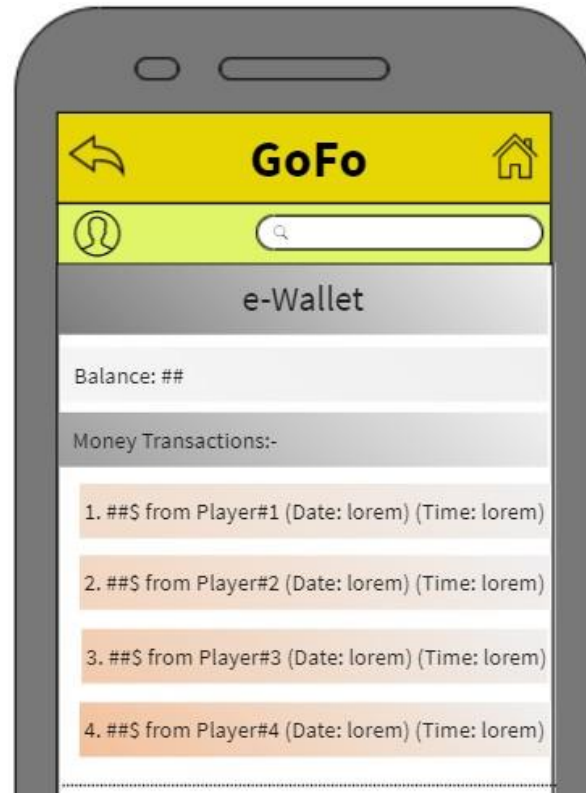 GoFo
e-Wallet
Balance: ##
Money Transactions:-
1. ##$ from Player#1 (Date: lorem) (Time: lorem)
2. ##$ from Player#2 (Date: lorem) (Time: lorem)
3. ##$ from Player#3 (Date: lorem) (Time: lorem)
4. ##$ from Player#4 (Date: lorem) (Time: lorem)